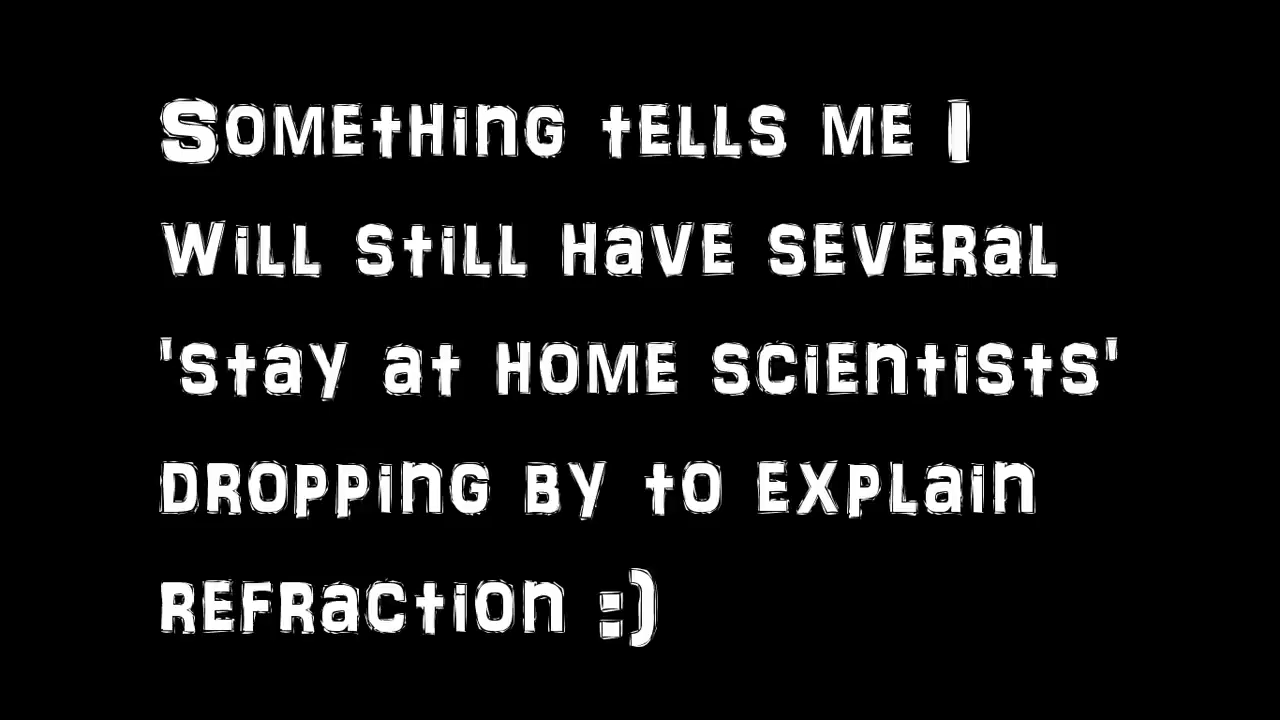 Something tells me I
will still have several
'stay at home scientists'
dropping by to explain
refraction :)